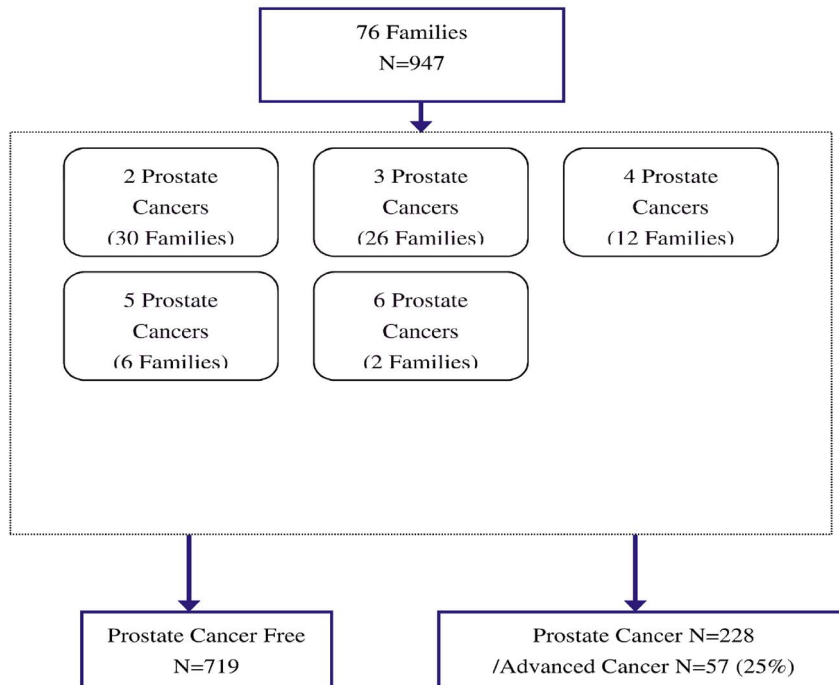 76 Families
N=947
2 Prostate
Cancers
(30 Families)
3 Prostate
Cancers
(26 Families)
4 Prostate
Cancers
(12 Families)
5 Prostate
Cancers
(6 Families)
6 Prostate
Cancers
(2 Families)
Prostate Cancer Free
N=719
Prostate Cancer N=228
/Advanced Cancer N=57 (25%)